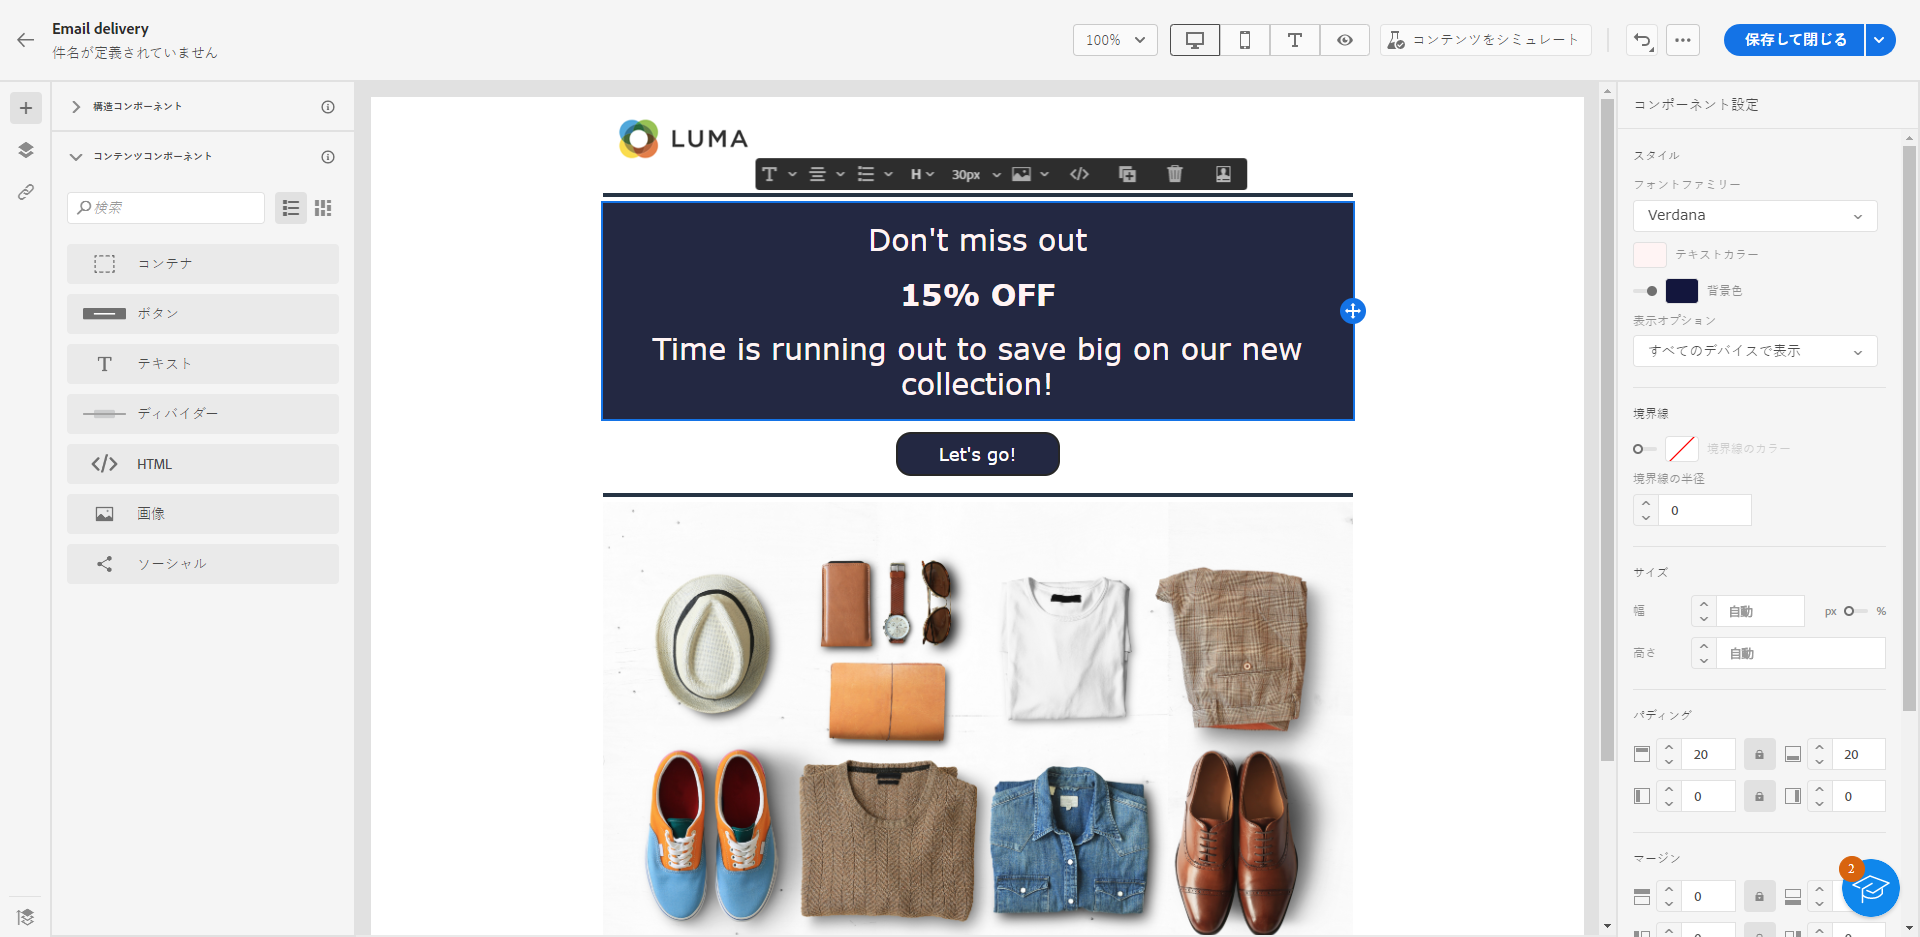 Email delivery
件名が定義されていません
100%
コンテンツをシミュレート
保存して閉じる
構造コンポーネント
コンテンツコンポーネント
検索
コンテナ
ボタン
テキスト
ディバイダー
HTML
画像
ソーシャル
LUMA
H
30px
Don't miss out
15% OFF
Time is running out to save big on our new
collection!
Let's go!
コンポーネント設定
スタイル
フォントファミリー
Verdana
テキストカラー
背景色
表示オプション
すべてのデバイスで表示
境界線
境界線のカラー
境界線の半径
0
サイズ
幅
自動
px
%
高さ
自動
パディング
20
20
0
0
マージン
2
0